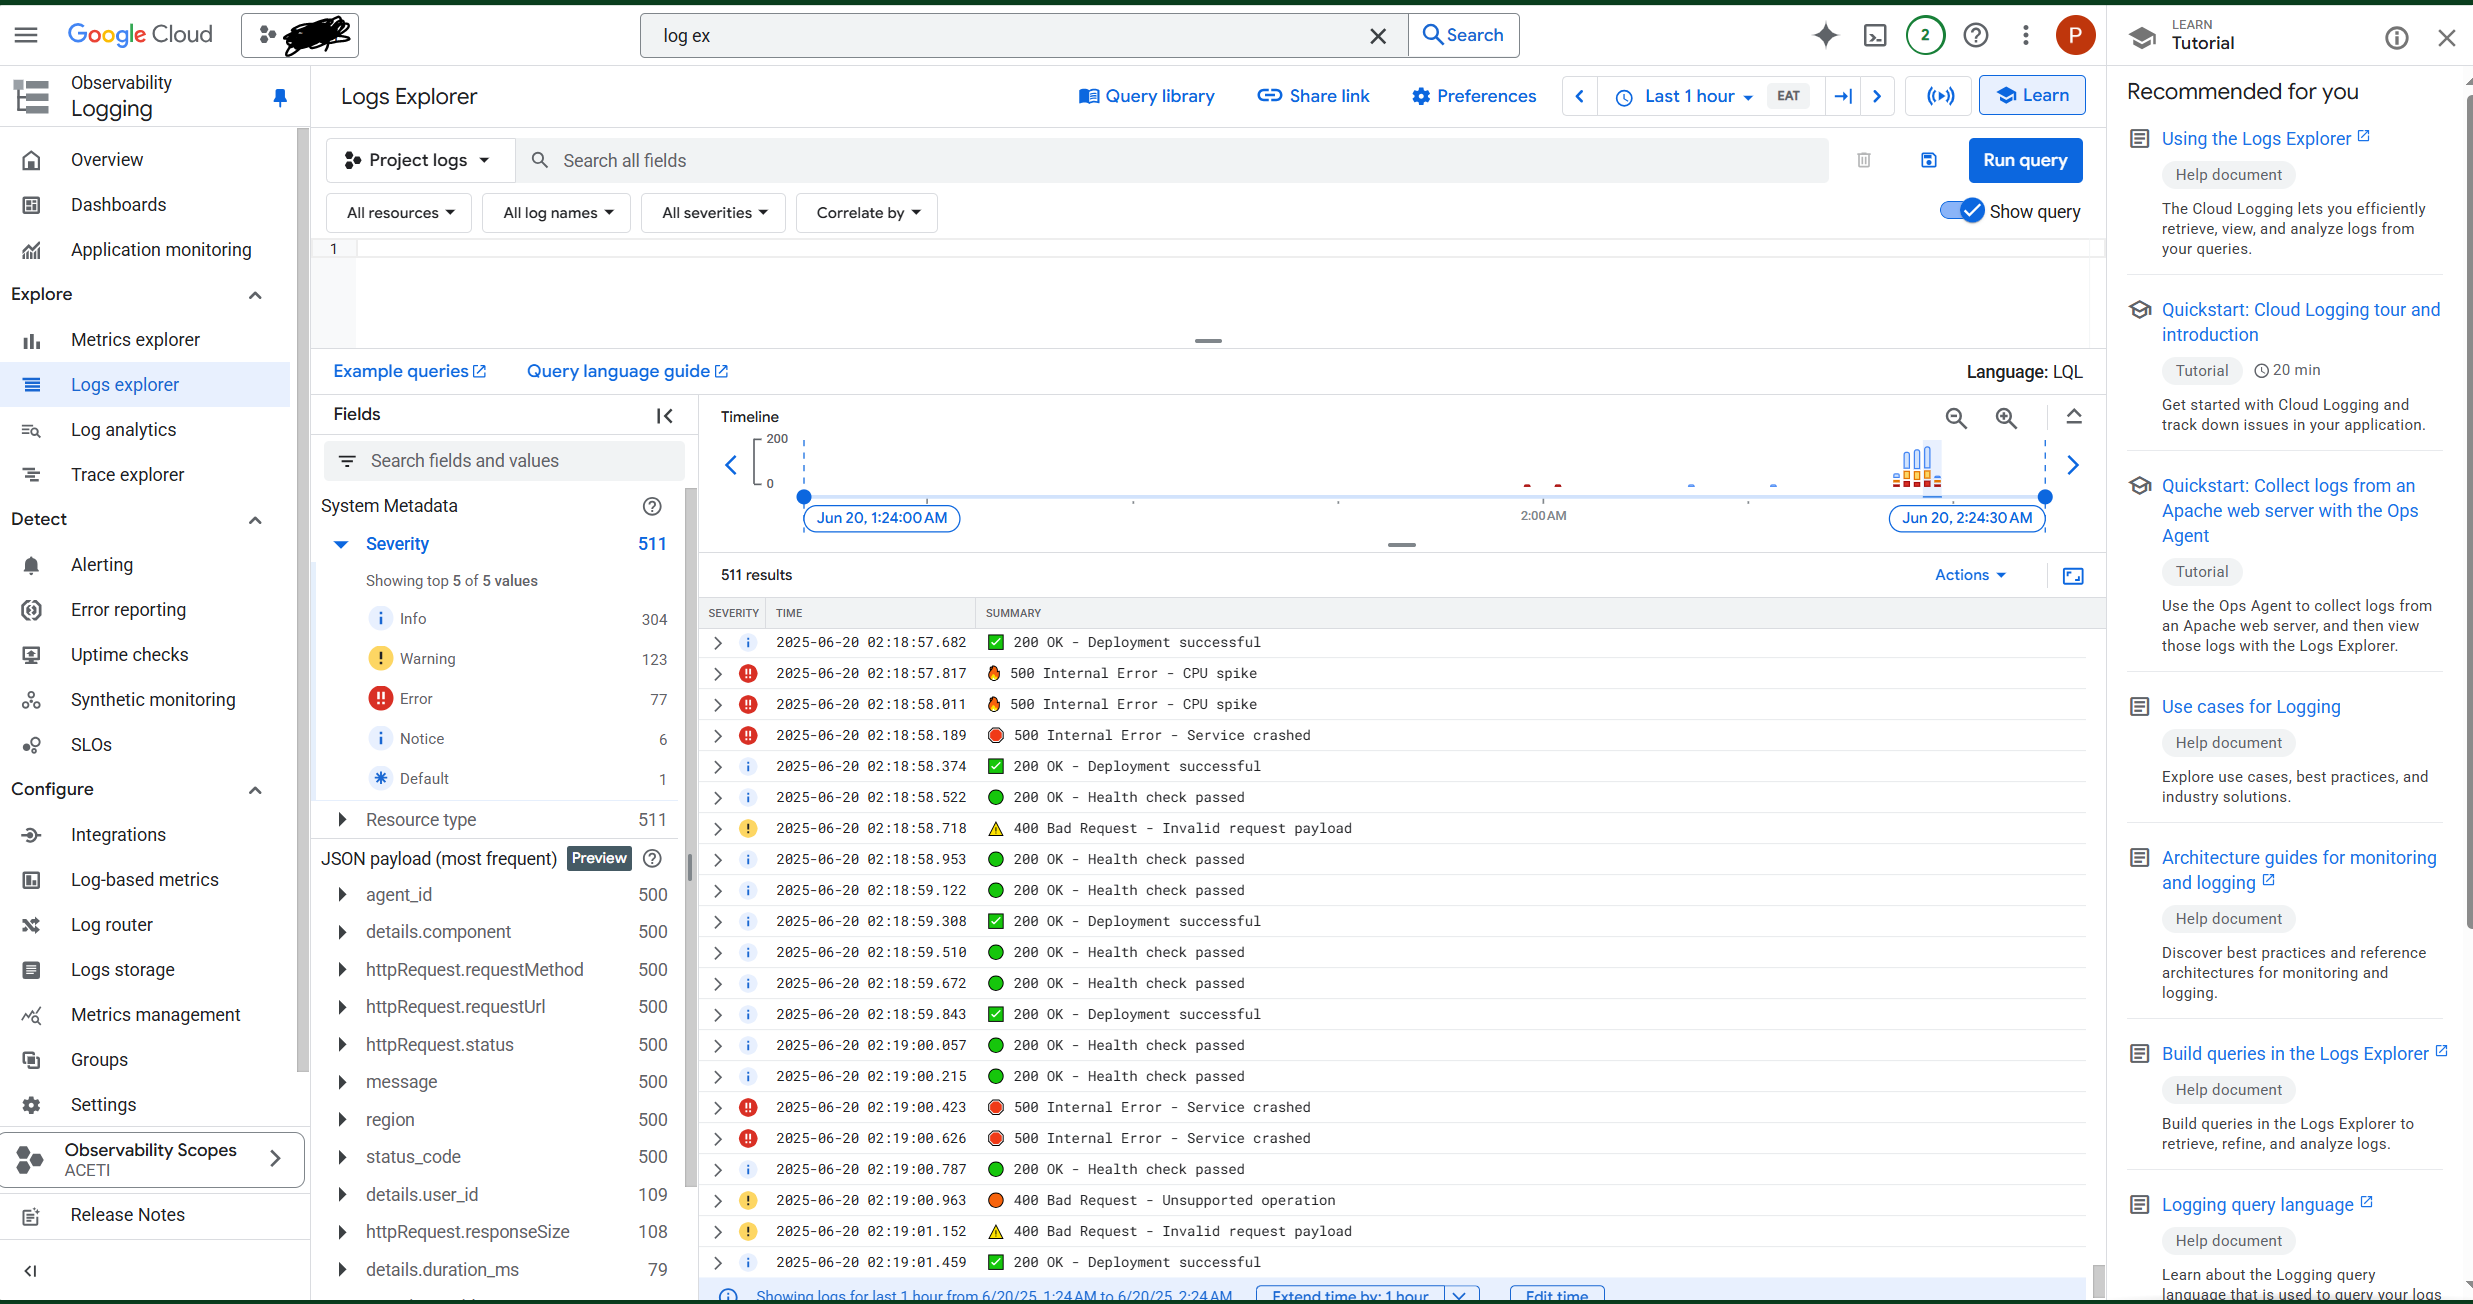 Google Cloud
log ex
Search
2
P
LEARN
Tutorial
Observability
Logging
Logs Explorer
Query library
Share link
Preferences
Last 1 hour
EAT
Learn
Overview
Dashboards
Application monitoring
Explore
Metrics explorer
Logs explorer
Log analytics
Trace explorer
Detect
Alerting
Error reporting
Uptime checks
Synthetic monitoring
SLOs
Configure
Integrations
Log-based metrics
Log router
Logs storage
Metrics management
Groups
Settings
Observability Scopes
ACETI
Release Notes
Project logs
Search all fields
Run query
All resources
All log names
All severities
Correlate by
Show query
1
Example queries
Query language guide
Language: LQL
Fields
Search fields and values
System Metadata
Severity 511
Showing top 5 of 5 values
Info 304
Warning 123
Error 77
Notice 6
Default 1
Resource type 511
JSON payload (most frequent) Preview
agent_id 500
details.component 500
httpRequest.requestMethod 500
httpRequest.requestUrl 500
httpRequest.status 500
message 500
region 500
status_code 500
details.user_id 109
httpRequest.responseSize 108
details.duration_ms 79
Timeline
200
0
Jun 20, 1:24:00 AM
2:00 AM
Jun 20, 2:24:30 AM
511 results
Actions
SEVERITY TIME SUMMARY
2025-06-20 02:18:57.682 200 OK - Deployment successful
2025-06-20 02:18:57.817 500 Internal Error - CPU spike
2025-06-20 02:18:58.011 500 Internal Error - CPU spike
2025-06-20 02:18:58.189 500 Internal Error - Service crashed
2025-06-20 02:18:58.374 200 OK - Deployment successful
2025-06-20 02:18:58.522 200 OK - Health check passed
2025-06-20 02:18:58.718 400 Bad Request - Invalid request payload
2025-06-20 02:18:58.953 200 OK - Health check passed
2025-06-20 02:18:59.122 200 OK - Health check passed
2025-06-20 02:18:59.308 200 OK - Deployment successful
2025-06-20 02:18:59.510 200 OK - Health check passed
2025-06-20 02:18:59.672 200 OK - Health check passed
2025-06-20 02:18:59.843 200 OK - Deployment successful
2025-06-20 02:19:00.057 200 OK - Health check passed
2025-06-20 02:19:00.215 200 OK - Health check passed
2025-06-20 02:19:00.423 500 Internal Error - Service crashed
2025-06-20 02:19:00.626 500 Internal Error - Service crashed
2025-06-20 02:19:00.787 200 OK - Health check passed
2025-06-20 02:19:00.963 400 Bad Request - Unsupported operation
2025-06-20 02:19:01.152 400 Bad Request - Invalid request payload
2025-06-20 02:19:01.459 200 OK - Deployment successful
Showing logs for last 1 hour from 6/20/25, 1:24 AM to 6/20/25, 2:24 AM
Extend time by: 1 hour
Edit time
Recommended for you
Using the Logs Explorer
Help document
The Cloud Logging lets you efficiently
retrieve, view, and analyze logs from
your queries.
Quickstart: Cloud Logging tour and
introduction
Tutorial 20 min
Get started with Cloud Logging and
track down issues in your application.
Quickstart: Collect logs from an
Apache web server with the Ops
Agent
Tutorial
Use the Ops Agent to collect logs from
an Apache web server, and then view
those logs with the Logs Explorer.
Use cases for Logging
Help document
Explore use cases, best practices, and
industry solutions.
Architecture guides for monitoring
and logging
Help document
Discover best practices and reference
architectures for monitoring and
logging.
Build queries in the Logs Explorer
Help document
Build queries in the Logs Explorer to
retrieve, refine, and analyze logs.
Logging query language
Help document
Learn about the Logging query
language that is used to query your logs